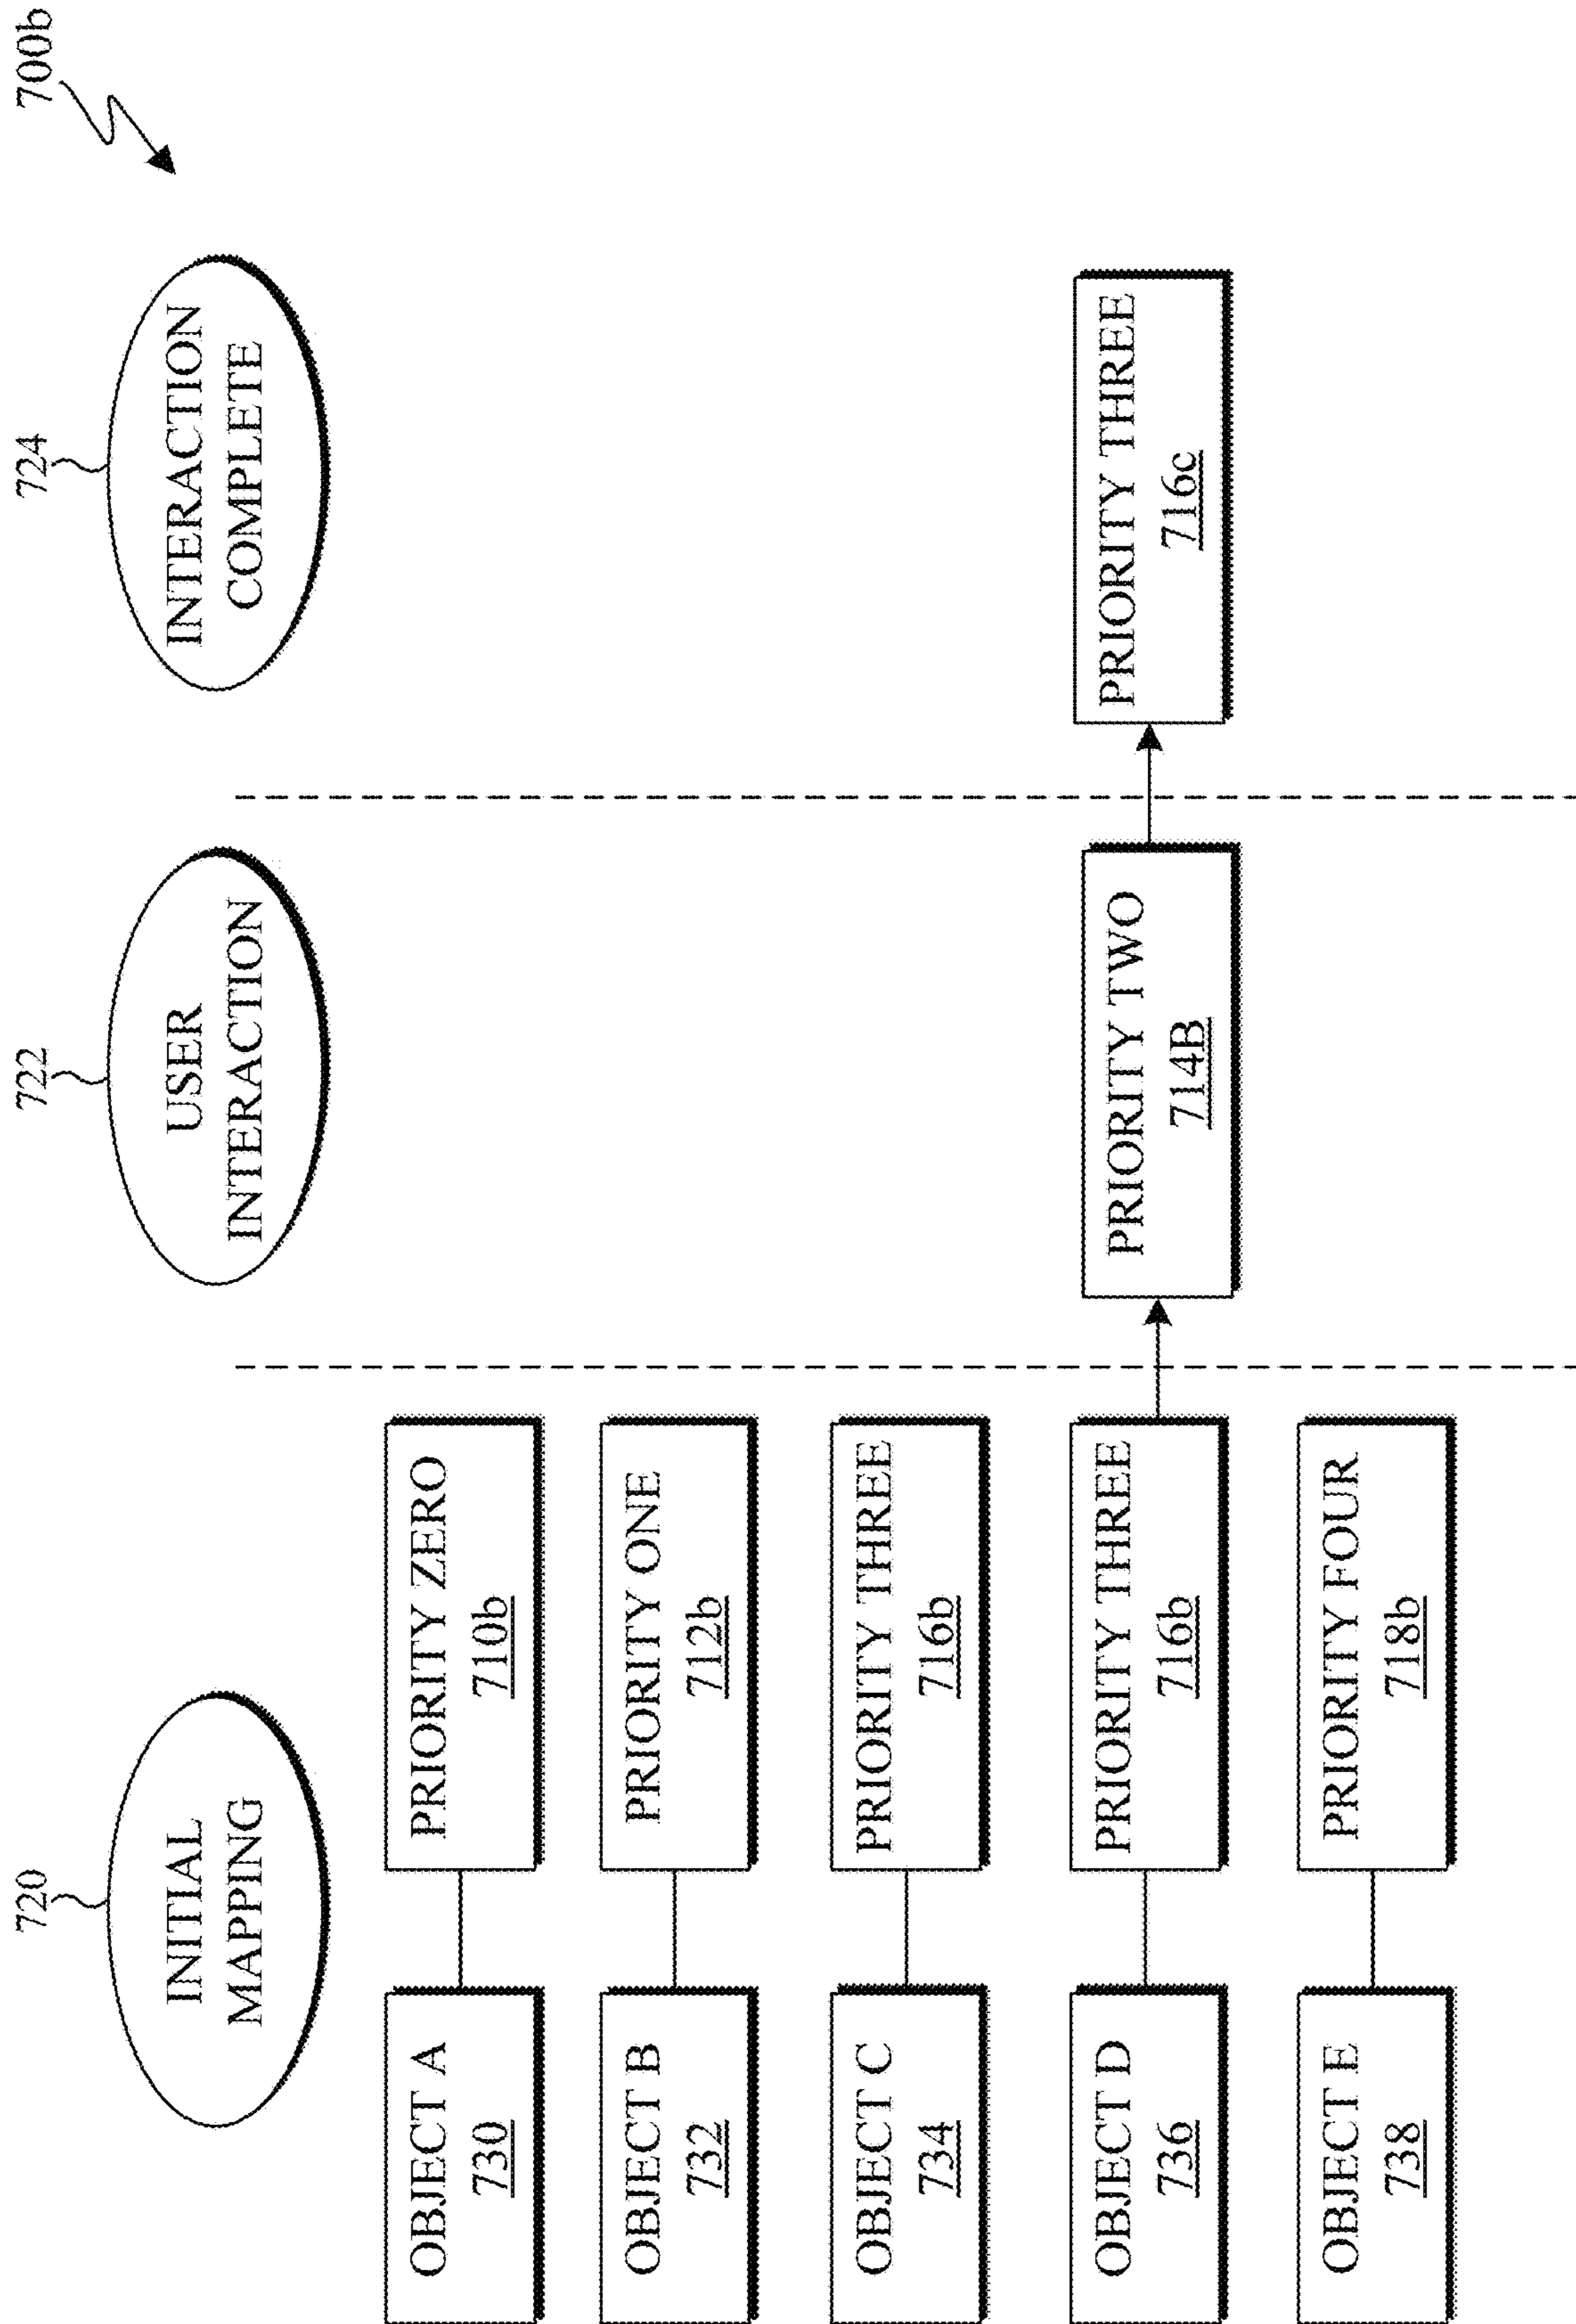 700b
720
722
724
INITIAL
MAPPING
USER
INTERACTION
INTERACTION
COMPLETE
OBJECT A
730
PRIORITY ZERO
710b
OBJECT B
732
PRIORITY ONE
712b
OBJECT C
734
PRIORITY THREE
716b
OBJECT D
736
PRIORITY THREE
716b
PRIORITY TWO
714B
PRIORITY THREE
716c
OBJECT E
738
PRIORITY FOUR
718b